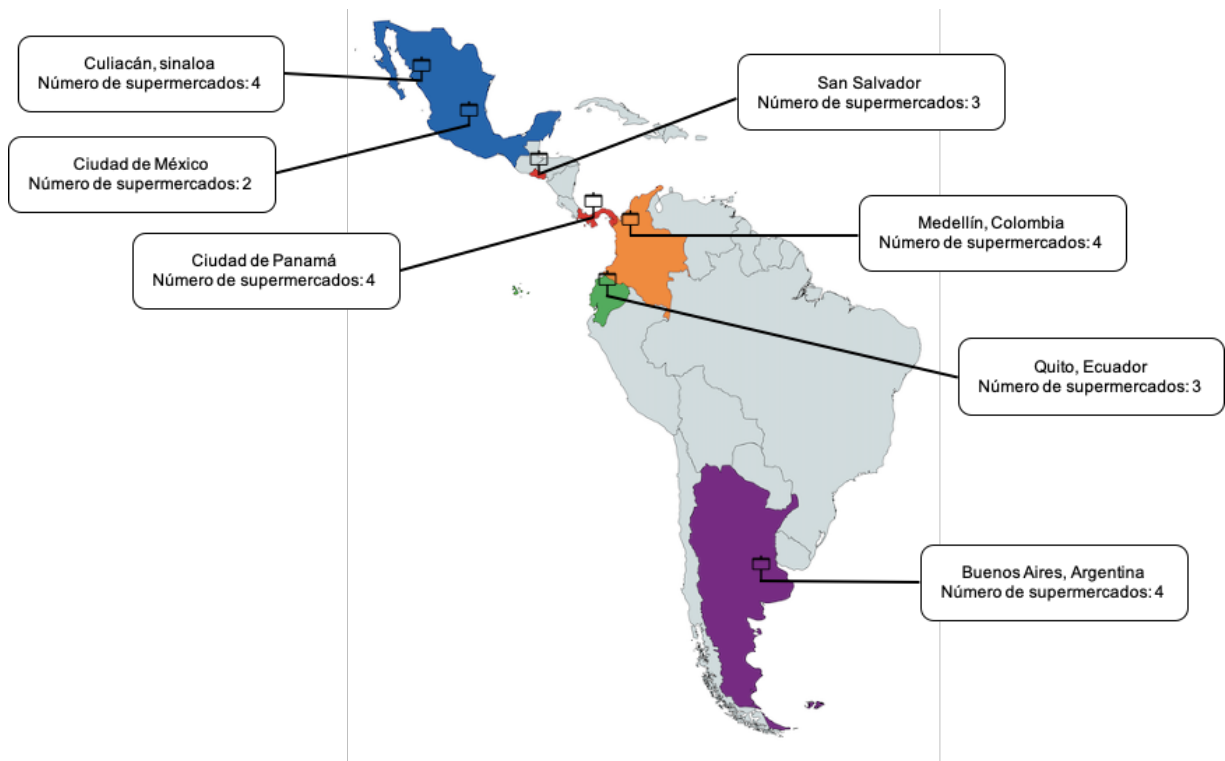 Culiacán, sinaloa
Número de supermercados: 4
San Salvador
Número de supermercados: 3
Ciudad de México
Número de supermercados: 2
Medellín, Colombia
Número de supermercados: 4
Ciudad de Panamá
Número de supermercados: 4
Quito, Ecuador
Número de supermercados: 3
Buenos Aires, Argentina
Número de supermercados: 4